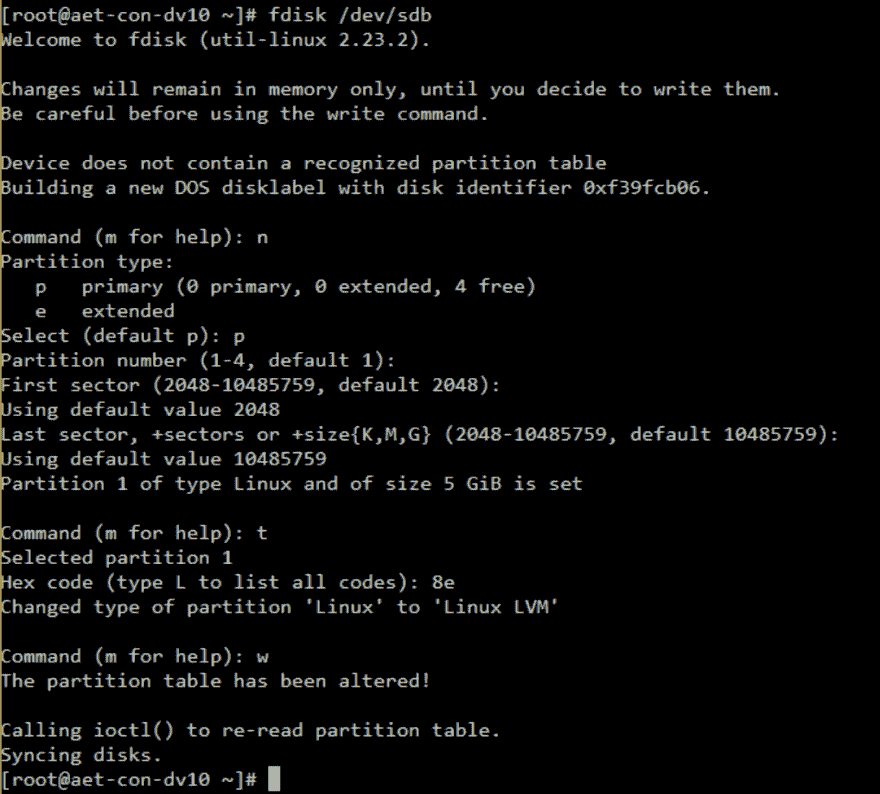 [root@aet-con-dv10 ~]# fdisk /dev/sdb
Welcome to fdisk (util-linux 2.23.2).
Changes will remain in memory only, until you decide to write them.
Be careful before using the write command.
Device does not contain a recognized partition table
Building a new DOS disklabel with disk identifier 0xf39fcb06.
Command (m for help): n
Partition type:
   p   primary (0 primary, 0 extended, 4 free)
   e   extended
Select (default p): p
Partition number (1-4, default 1):
First sector (2048-10485759, default 2048):
Using default value 2048
Last sector, +sectors or +size{K,M,G} (2048-10485759, default 10485759):
Using default value 10485759
Partition 1 of type Linux and of size 5 GiB is set
Command (m for help): t
Selected partition 1
Hex code (type L to list all codes): 8e
Changed type of partition 'Linux' to 'Linux LVM'
Command (m for help): w
The partition table has been altered!
Calling ioctl() to re-read partition table.
Syncing disks.
[root@aet-con-dv10 ~]#